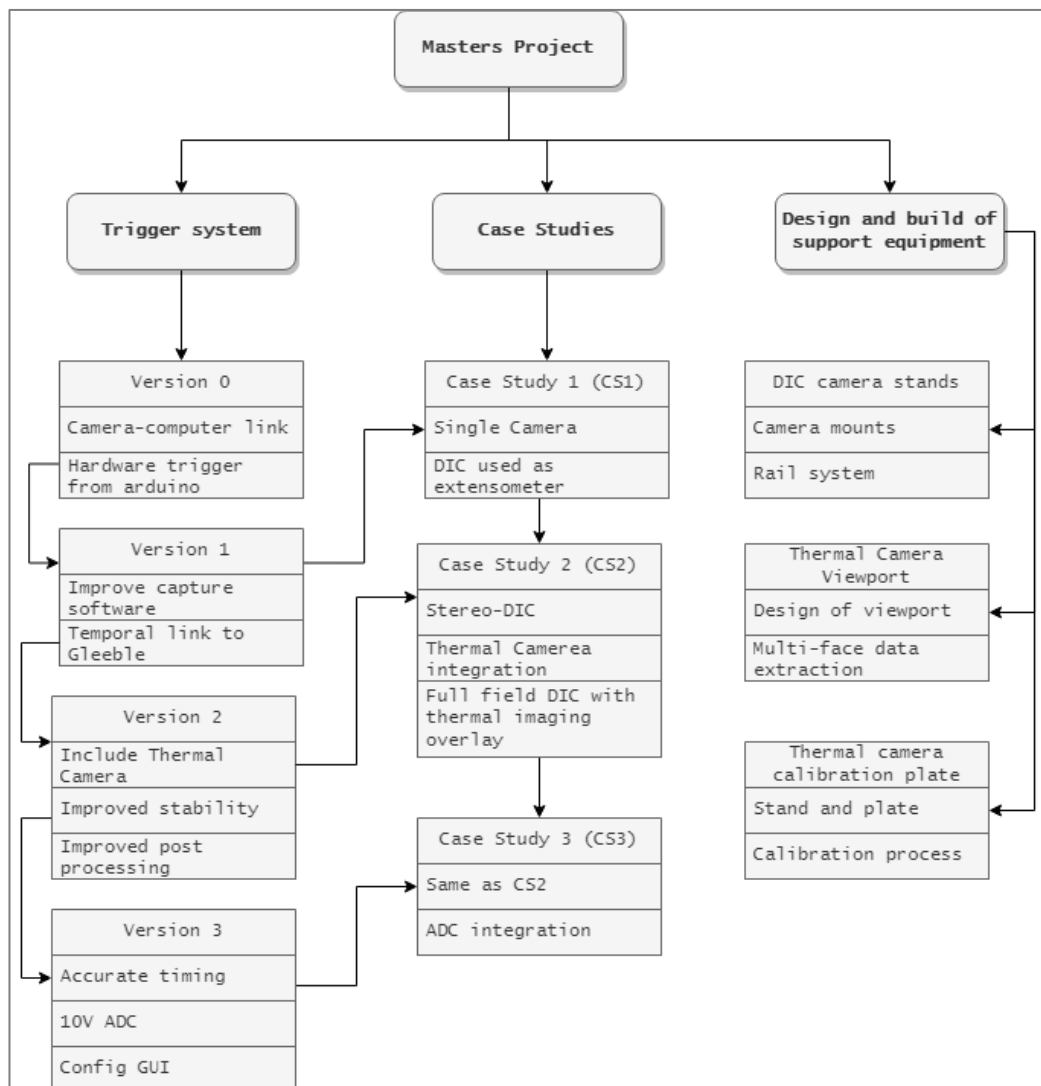 Masters Project
Trigger system
Case Studies
Design and build of
support equipment
Version 0
Camera-computer link
Hardware trigger
from arduino
Version 1
Improve capture
software
Temporal link to
Gleeble
Version 2
Include Thermal
Camera
Improved stability
Improved post
processing
Version 3
Accurate timing
10V ADC
Config GUI
Case Study 1 (CS1)
Single Camera
DIC used as
extensometer
Case Study 2 (CS2)
Stereo-DIC
Thermal Camerea
integration
Full field DIC with
thermal imaging
overlay
Case Study 3 (CS3)
Same as CS2
ADC integration
DIC camera stands
Camera mounts
Rail system
Thermal Camera
Viewport
Design of viewport
Multi-face data
extraction
Thermal camera
calibration plate
Stand and plate
Calibration process